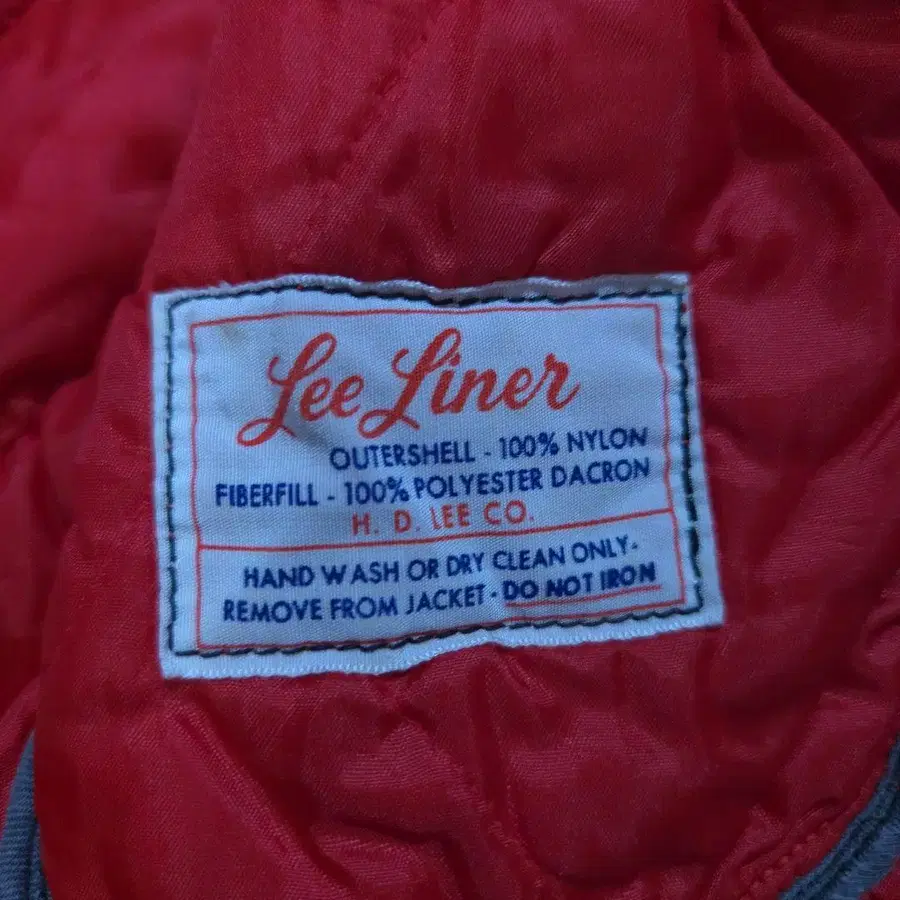 Lee Liner
OUTERSHELL - 100% NYLON
FIBERFILL - 100% POLYESTER DACRON
H. D. LEE CO.
HAND WASH OR DRY CLEAN ONLY-
REMOVE FROM JACKET - DO NOT IRON